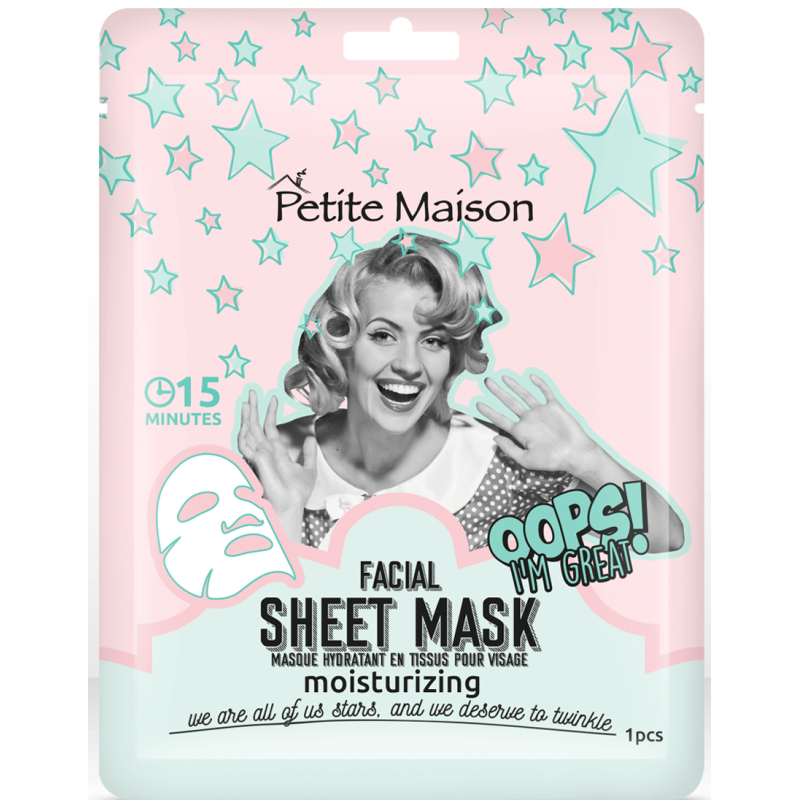 Petite Maison
15
MINUTES
OOPS!
I'M GREAT
FACIAL
SHEET MASK
MASQUE HYDRATANT EN TISSUS POUR VISAGE
moisturizing
we are all of us stars, and we deserve to twinkle
1pcs